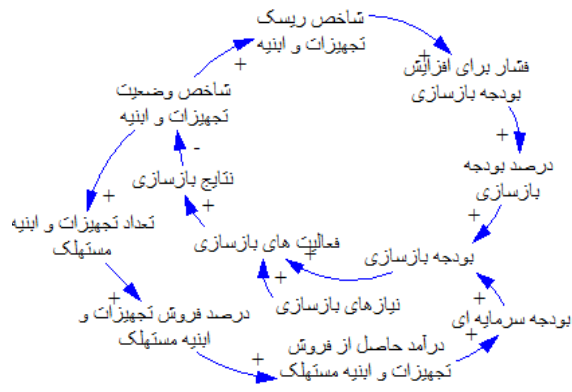 شاخص ریسک
تجهیزات و ابنیه
+
فشار برای افزایش
بودجه بازسازی
+
شاخص وضعیت
تجهیزات و ابنیه
+
درصد بودجه
بازسازی
-
نتایج بازسازی
+
+
تعداد تجهیزات و ابنیه
مستهلک
+
فعالیت های بازسازی
+
بودجه بازسازی
+
+
نیازهای بازسازی
+
درصد فروش تجهیزات و
ابنیه مستهلک
+
بودجه سرمایه ای
+
درآمد حاصل از فروش
تجهیزات و ابنیه مستهلک
+